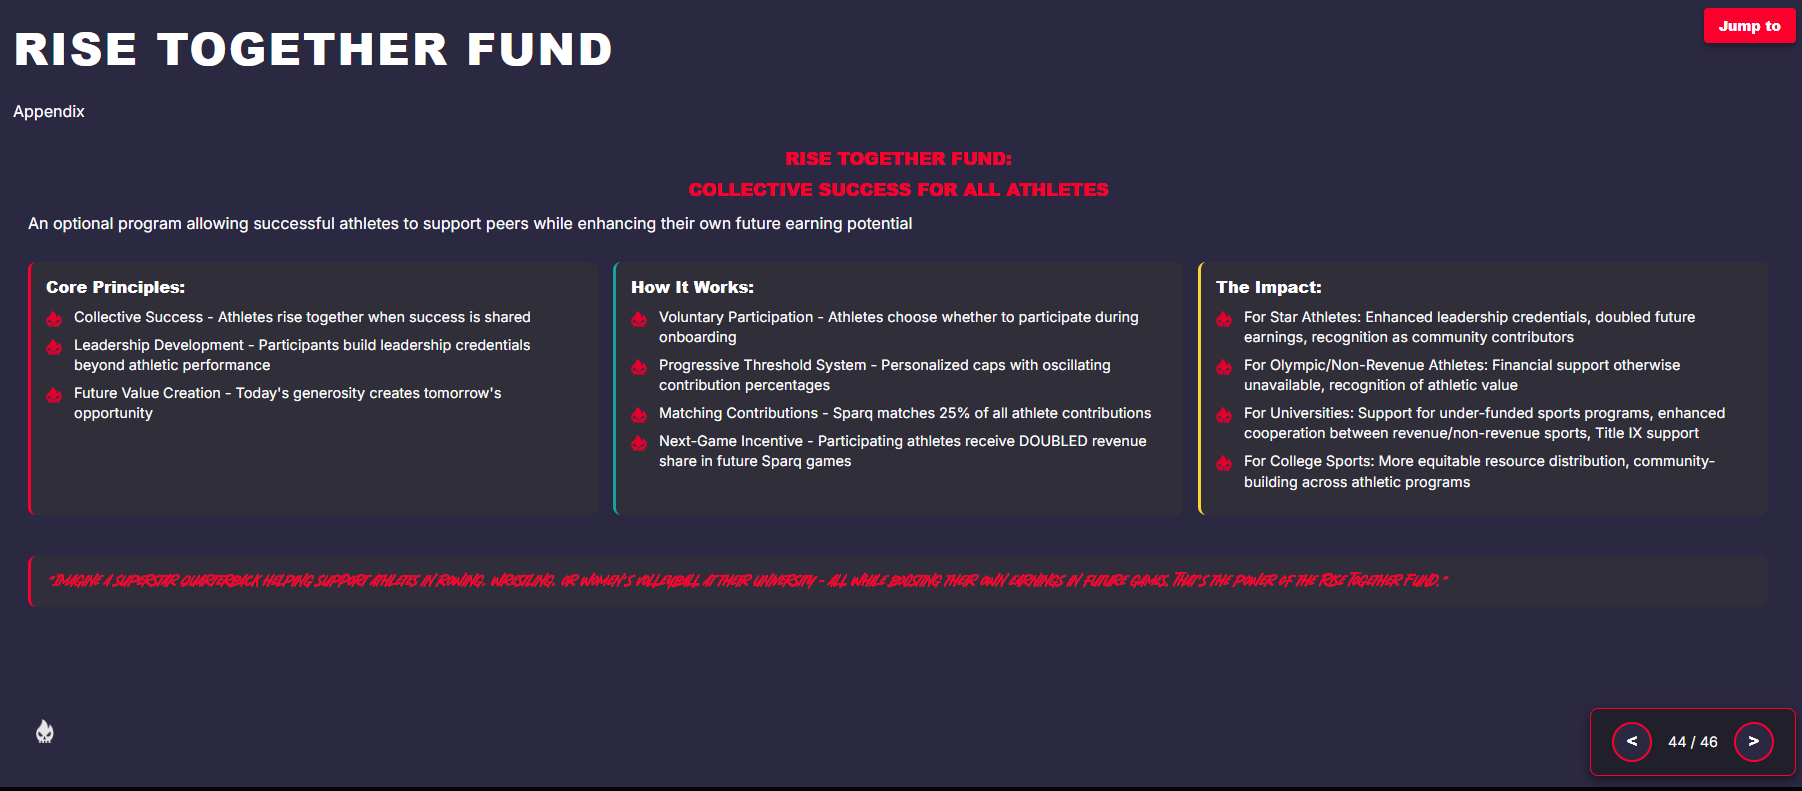 RISE TOGETHER FUND
Jump to
Appendix
RISE TOGETHER FUND:
COLLECTIVE SUCCESS FOR ALL ATHLETES
An optional program allowing successful athletes to support peers while enhancing their own future earning potential
Core Principles:
Collective Success - Athletes rise together when success is shared
Leadership Development - Participants build leadership credentials
beyond athletic performance
Future Value Creation - Today's generosity creates tomorrow's
opportunity
How It Works:
Voluntary Participation - Athletes choose whether to participate during
onboarding
Progressive Threshold System - Personalized caps with oscillating
contribution percentages
Matching Contributions - Sparq matches 25% of all athlete contributions
Next-Game Incentive - Participating athletes receive DOUBLED revenue
share in future Sparq games
The Impact:
For Star Athletes: Enhanced leadership credentials, doubled future
earnings, recognition as community contributors
For Olympic/Non-Revenue Athletes: Financial support otherwise
unavailable, recognition of athletic value
For Universities: Support for under-funded sports programs, enhanced
cooperation between revenue/non-revenue sports, Title IX support
For College Sports: More equitable resource distribution, community-
building across athletic programs
"Imagine a superstar quarterback helping support athletes in rowing, wrestling, or women's volleyball at their university - all while boosting their own earnings in future games. That's the power of the Rise Together Fund."
< 44 / 46 >